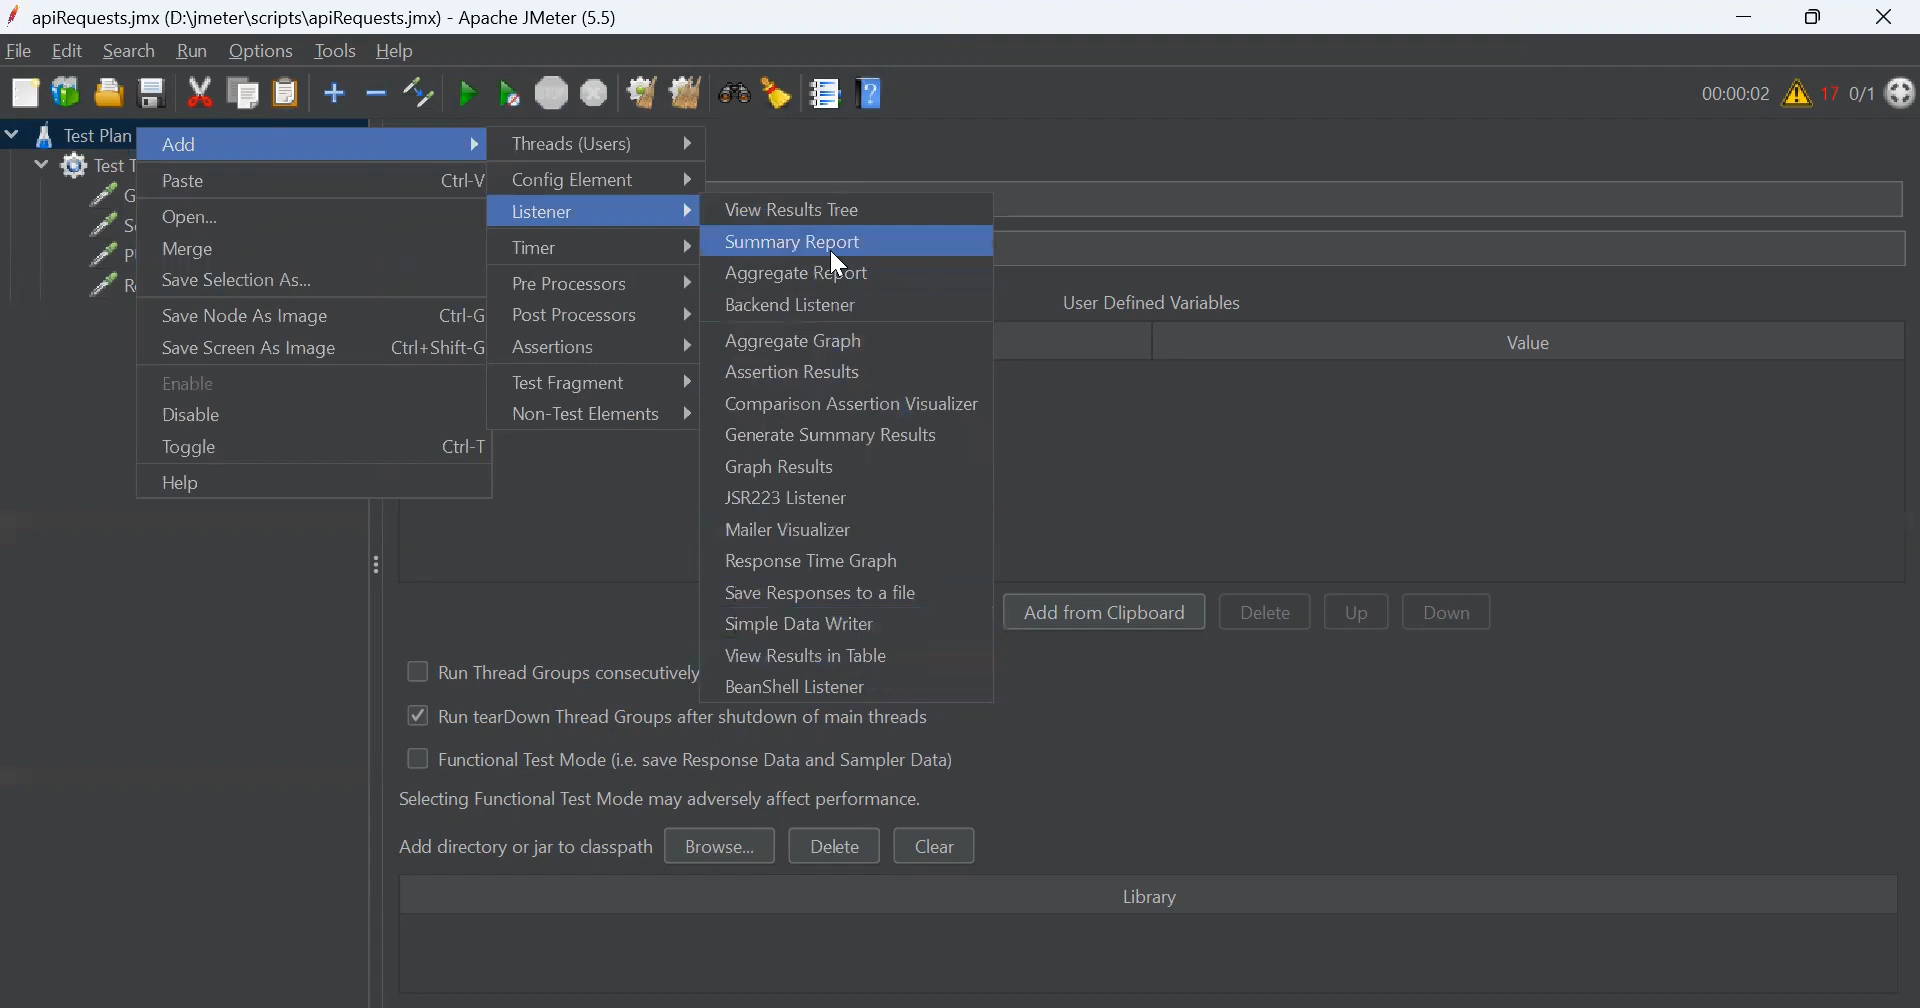 apiRequests.jmx (D:\jmeter\scripts\apiRequests.jmx) - Apache JMeter (5.5)
File Edit Search Run Options Tools Help
00:00:02 17 0/1
Test Plan
Test
Add
Paste Ctrl-V
Open...
Merge
Save Selection As...
Save Node As Image Ctrl-G
Save Screen As Image Ctrl+Shift-G
Enable
Disable
Toggle Ctrl-T
Help
Threads (Users)
Config Element
Listener
Timer
Pre Processors
Post Processors
Assertions
Test Fragment
Non-Test Elements
View Results Tree
Summary Report
Aggregate Report
Backend Listener
Aggregate Graph
Assertion Results
Comparison Assertion Visualizer
Generate Summary Results
Graph Results
JSR223 Listener
Mailer Visualizer
Response Time Graph
Save Responses to a file
Simple Data Writer
View Results in Table
BeanShell Listener
User Defined Variables
Value
Add from Clipboard Delete Up Down
Run Thread Groups consecutively
Run tearDown Thread Groups after shutdown of main threads
Functional Test Mode (i.e. save Response Data and Sampler Data)
Selecting Functional Test Mode may adversely affect performance.
Add directory or jar to classpath Browse... Delete Clear
Library